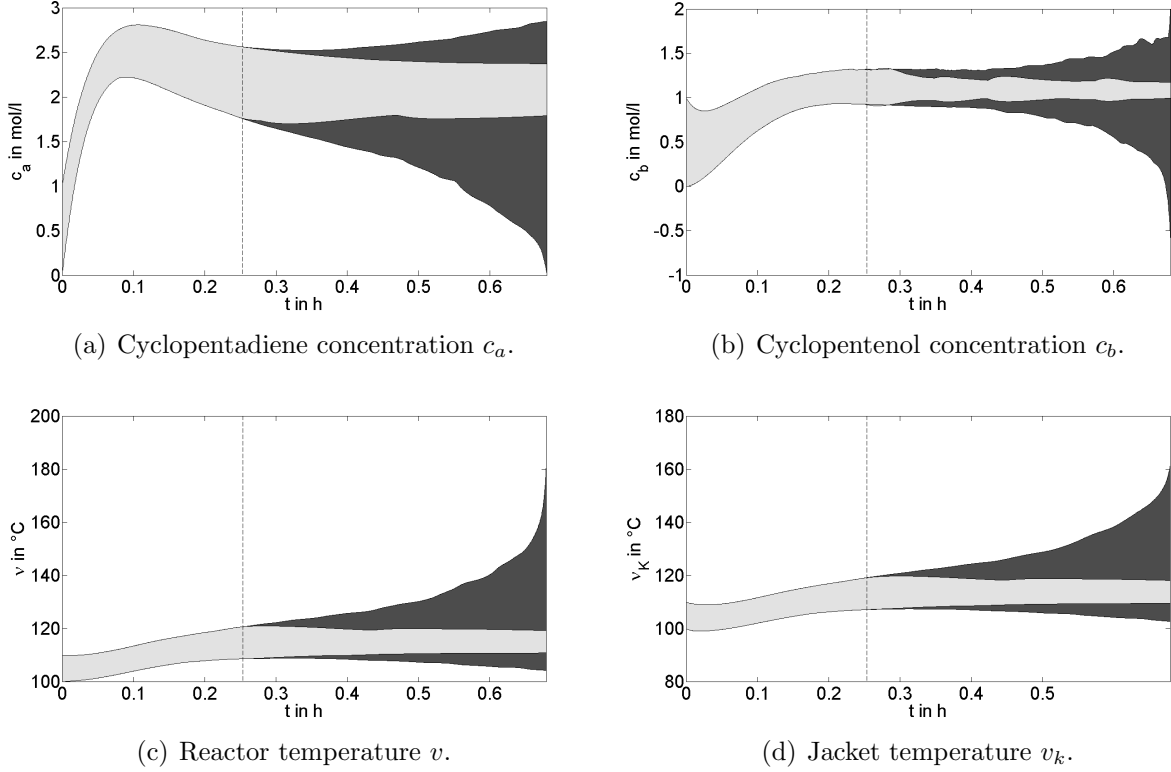 3
2.5
2
1.5
1
0.5
0
c_a in mol/l
0 0.1 0.2 0.3 0.4 0.5 0.6
t in h
(a) Cyclopentadiene concentration c_a.
2
1.5
1
0.5
0
-0.5
-1
c_b in mol/l
0 0.1 0.2 0.3 0.4 0.5 0.6
t in h
(b) Cyclopentenol concentration c_b.
200
180
160
140
120
100
ν in °C
0 0.1 0.2 0.3 0.4 0.5 0.6
t in h
(c) Reactor temperature v.
180
160
140
120
100
80
ν_K in °C
0 0.1 0.2 0.3 0.4 0.5
t in h
(d) Jacket temperature v_k.